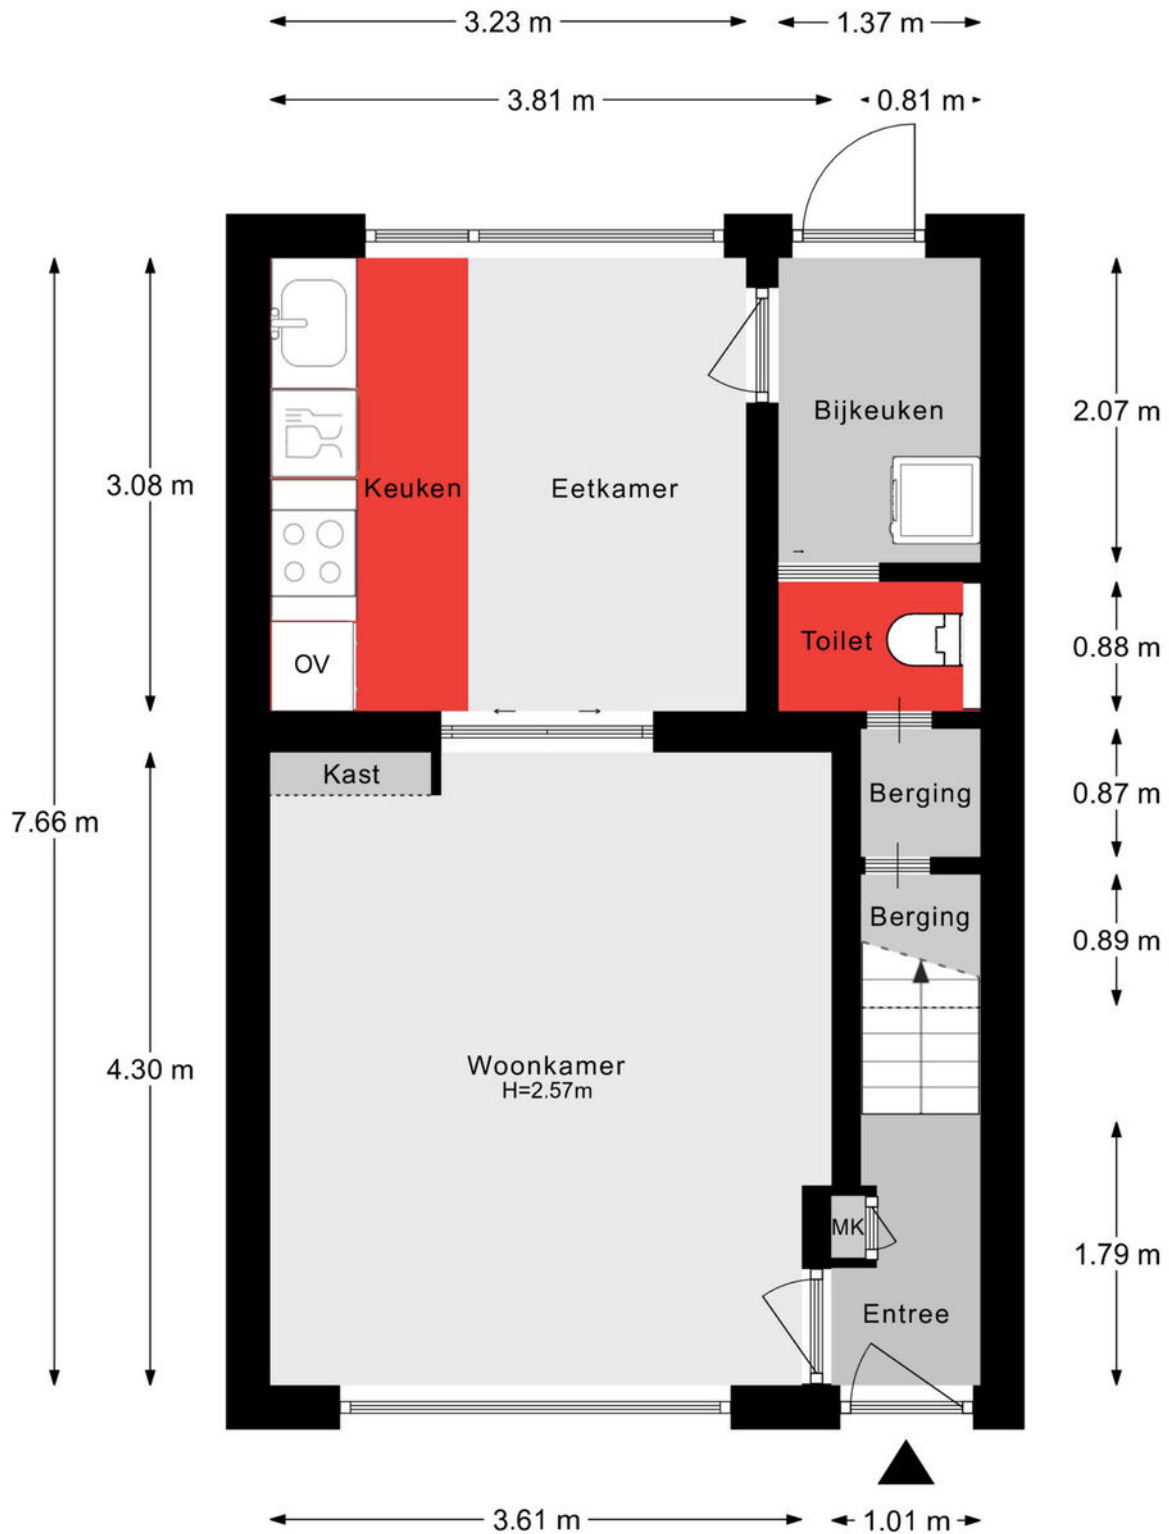 3.23 m
1.37 m
3.81 m
0.81 m
Bijkeuken
2.07 m
3.08 m
Keuken
Eetkamer
Toilet
0.88 m
OV
Kast
Berging
0.87 m
7.66 m
Berging
0.89 m
4.30 m
Woonkamer
H=2.57m
MK
1.79 m
Entree
3.61 m
1.01 m